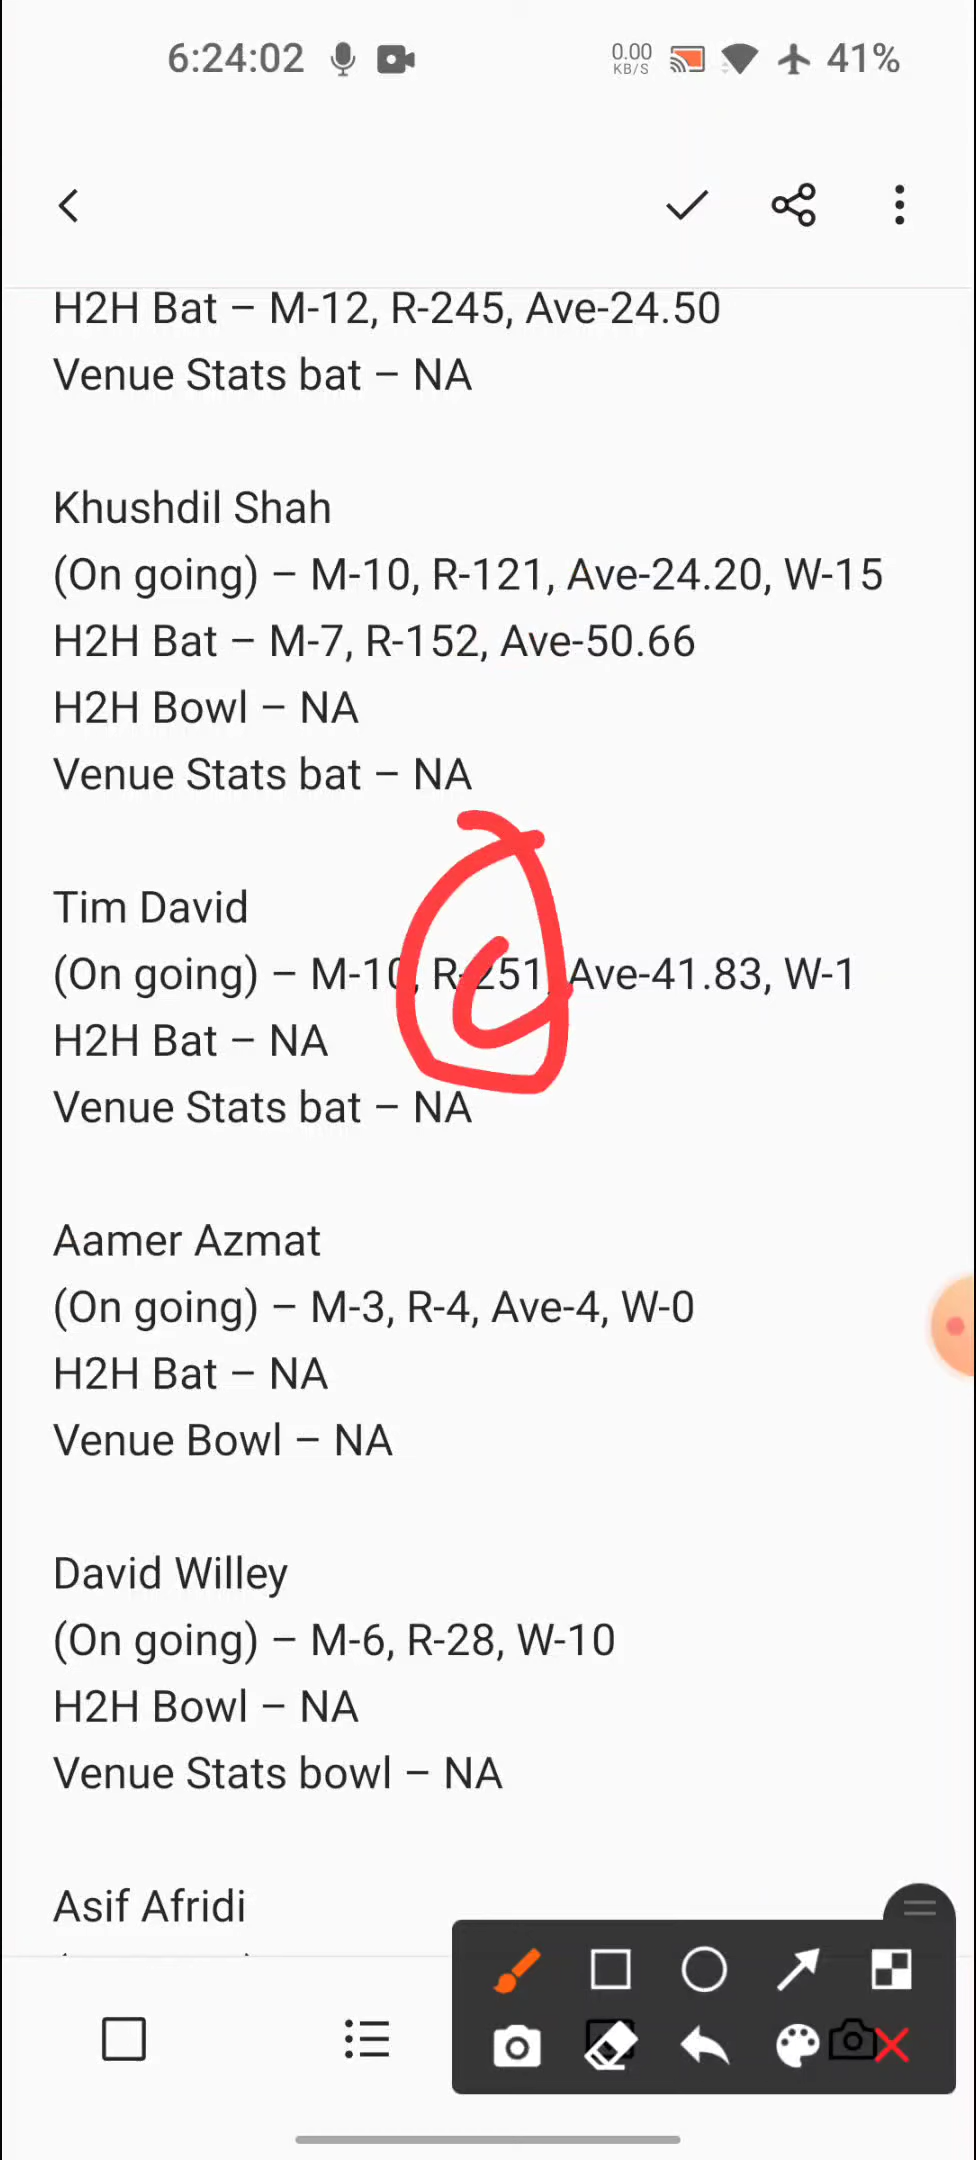 6:24:02
0.00
KB/S
41%
H2H Bat – M-12, R-245, Ave-24.50
Venue Stats bat – NA
Khushdil Shah
(On going) – M-10, R-121, Ave-24.20, W-15
H2H Bat – M-7, R-152, Ave-50.66
H2H Bowl – NA
Venue Stats bat – NA
Tim David
(On going) – M-10, R-251, Ave-41.83, W-1
H2H Bat – NA
Venue Stats bat – NA
Aamer Azmat
(On going) – M-3, R-4, Ave-4, W-0
H2H Bat – NA
Venue Bowl – NA
David Willey
(On going) – M-6, R-28, W-10
H2H Bowl – NA
Venue Stats bowl – NA
Asif Afridi